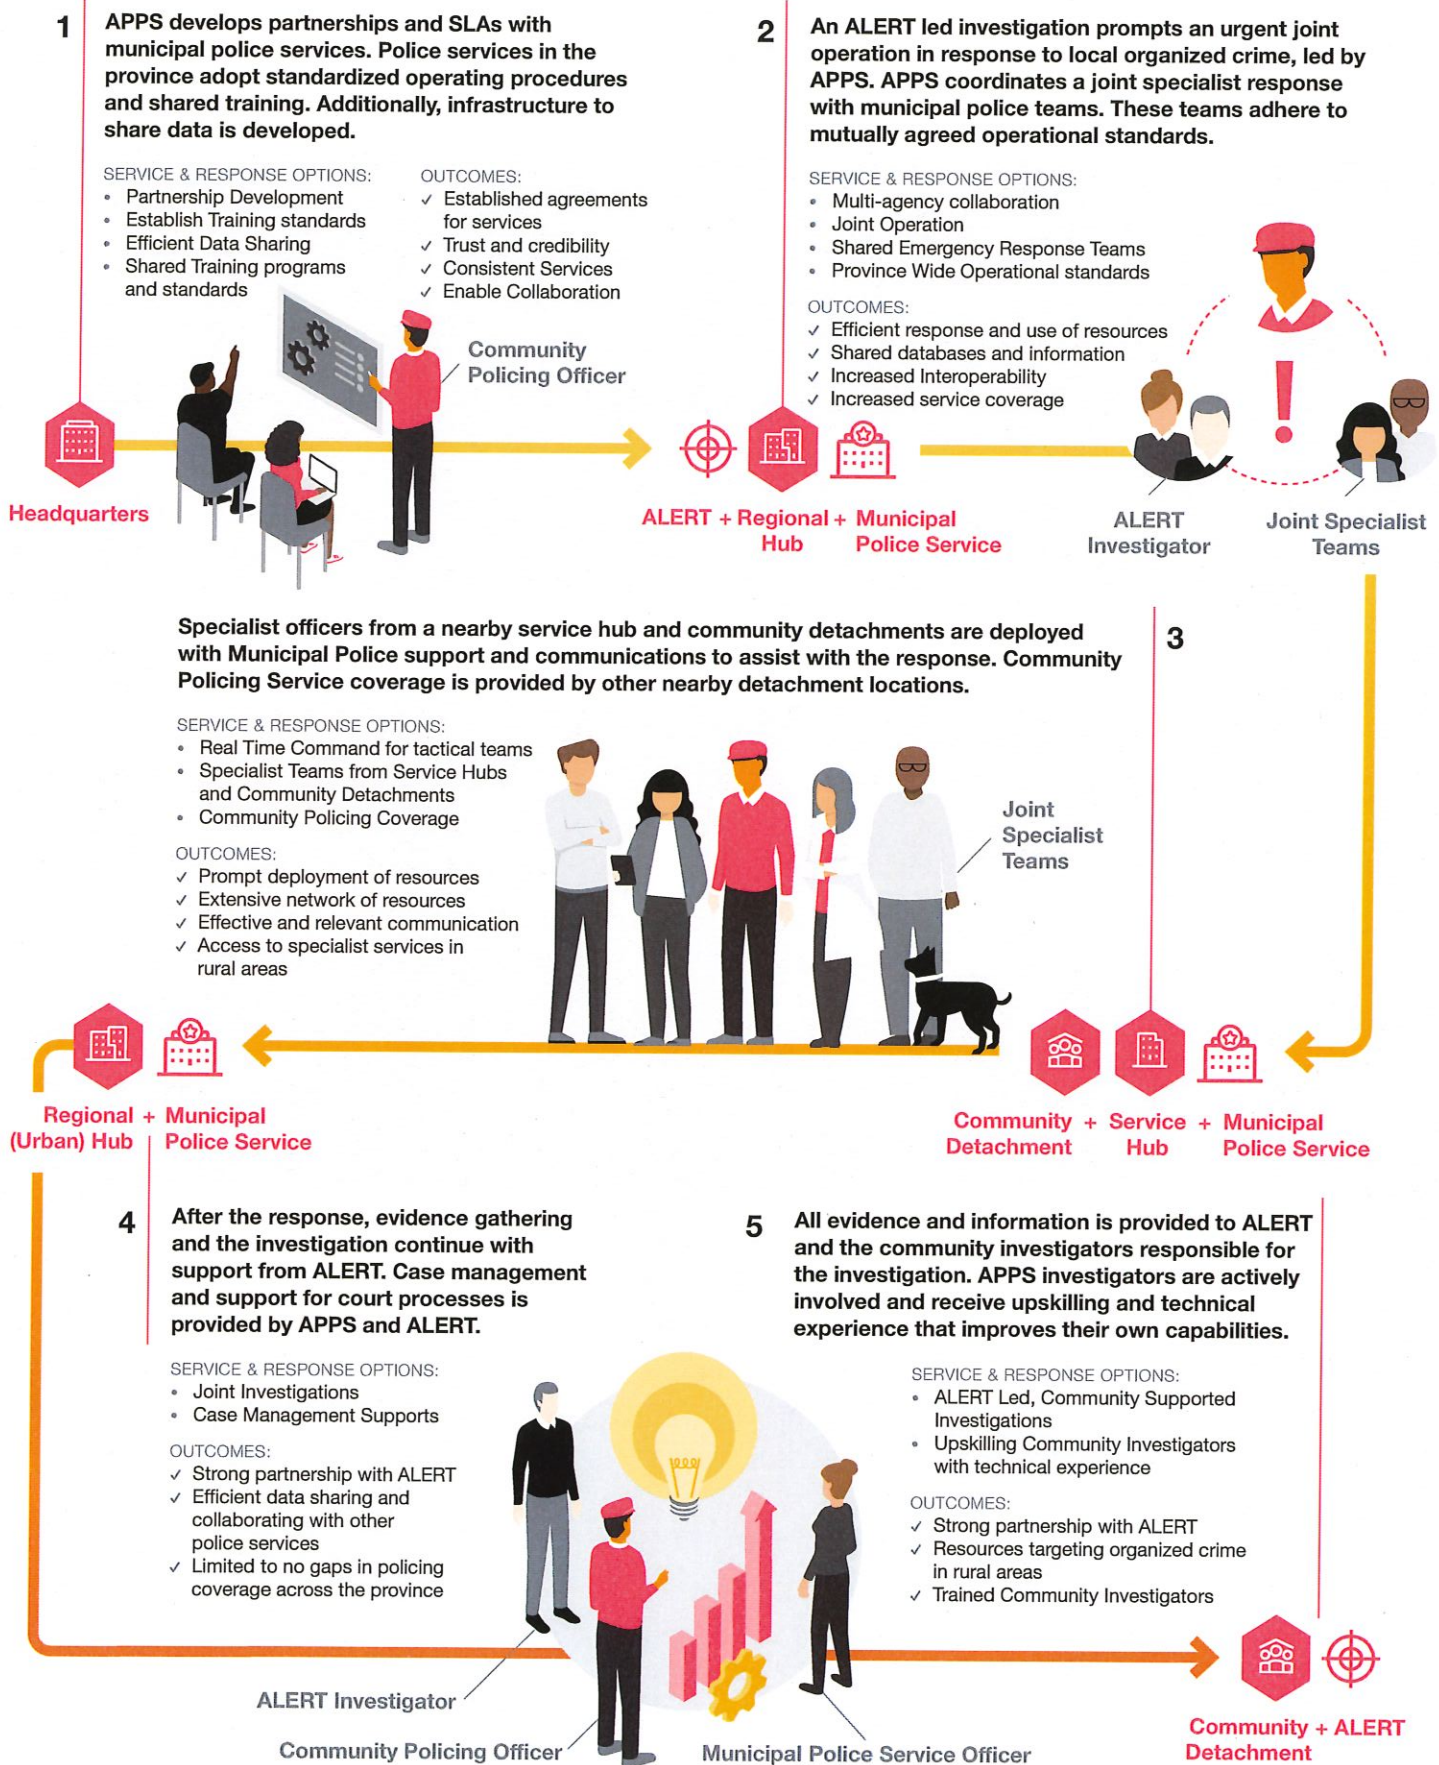 1
APPS develops partnerships and SLAs with
municipal police services. Police services in the
province adopt standardized operating procedures
and shared training. Additionally, infrastructure to
share data is developed.
SERVICE & RESPONSE OPTIONS:
• Partnership Development
• Establish Training standards
• Efficient Data Sharing
• Shared Training programs
and standards
OUTCOMES:
✓ Established agreements
for services
✓ Trust and credibility
✓ Consistent Services
✓ Enable Collaboration
Community
Policing Officer
Headquarters
2
An ALERT led investigation prompts an urgent joint
operation in response to local organized crime, led by
APPS. APPS coordinates a joint specialist response
with municipal police teams. These teams adhere to
mutually agreed operational standards.
SERVICE & RESPONSE OPTIONS:
• Multi-agency collaboration
• Joint Operation
• Shared Emergency Response Teams
• Province Wide Operational standards
OUTCOMES:
✓ Efficient response and use of resources
✓ Shared databases and information
✓ Increased Interoperability
✓ Increased service coverage
ALERT + Regional + Municipal
Hub Police Service
ALERT
Investigator
Joint Specialist
Teams
3
Specialist officers from a nearby service hub and community detachments are deployed
with Municipal Police support and communications to assist with the response. Community
Policing Service coverage is provided by other nearby detachment locations.
SERVICE & RESPONSE OPTIONS:
• Real Time Command for tactical teams
• Specialist Teams from Service Hubs
and Community Detachments
• Community Policing Coverage
OUTCOMES:
✓ Prompt deployment of resources
✓ Extensive network of resources
✓ Effective and relevant communication
✓ Access to specialist services in
rural areas
Joint
Specialist
Teams
Community + Service + Municipal
Detachment Hub Police Service
Regional + Municipal
(Urban) Hub Police Service
4
After the response, evidence gathering
and the investigation continue with
support from ALERT. Case management
and support for court processes is
provided by APPS and ALERT.
SERVICE & RESPONSE OPTIONS:
• Joint Investigations
• Case Management Supports
OUTCOMES:
✓ Strong partnership with ALERT
✓ Efficient data sharing and
collaborating with other
police services
✓ Limited to no gaps in policing
coverage across the province
ALERT Investigator
Community Policing Officer
Municipal Police Service Officer
5
All evidence and information is provided to ALERT
and the community investigators responsible for
the investigation. APPS investigators are actively
involved and receive upskilling and technical
experience that improves their own capabilities.
SERVICE & RESPONSE OPTIONS:
• ALERT Led, Community Supported
Investigations
• Upskilling Community Investigators
with technical experience
OUTCOMES:
✓ Strong partnership with ALERT
✓ Resources targeting organized crime
in rural areas
✓ Trained Community Investigators
Community + ALERT
Detachment